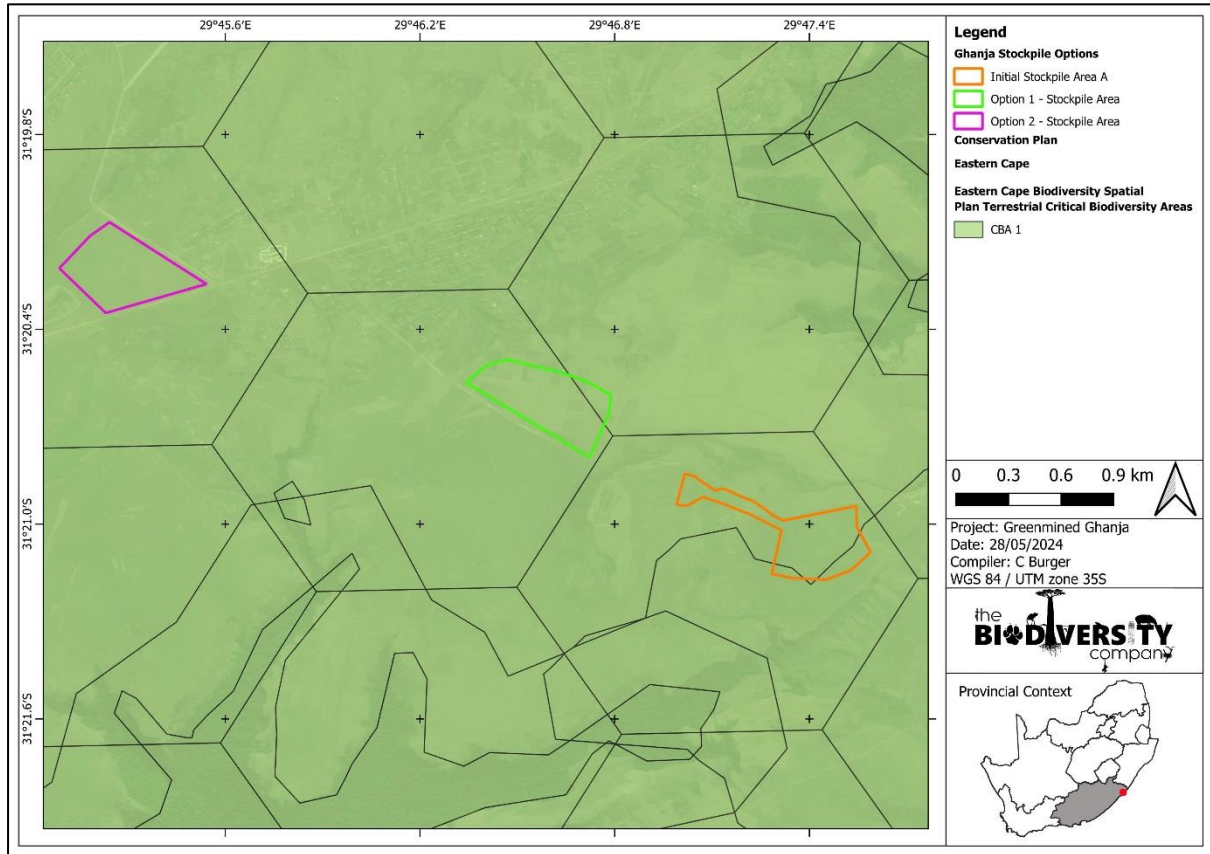 29°45.6'E 29°46.2'E 29°46.8'E 29°47.4'E
31°19.8'S
31°20.4'S
31°21.0'S
31°21.6'S
Legend
Ghanja Stockpile Options
Initial Stockpile Area A
Option 1 - Stockpile Area
Option 2 - Stockpile Area
Conservation Plan
Eastern Cape
Eastern Cape Biodiversity Spatial
Plan Terrestrial Critical Biodiversity Areas
CBA 1
0 0.3 0.6 0.9 km
Project: Greenmined Ghanja
Date: 28/05/2024
Compiler: C Burger
WGS 84 / UTM zone 35S
the
BIODIVERSITY
company
Provincial Context